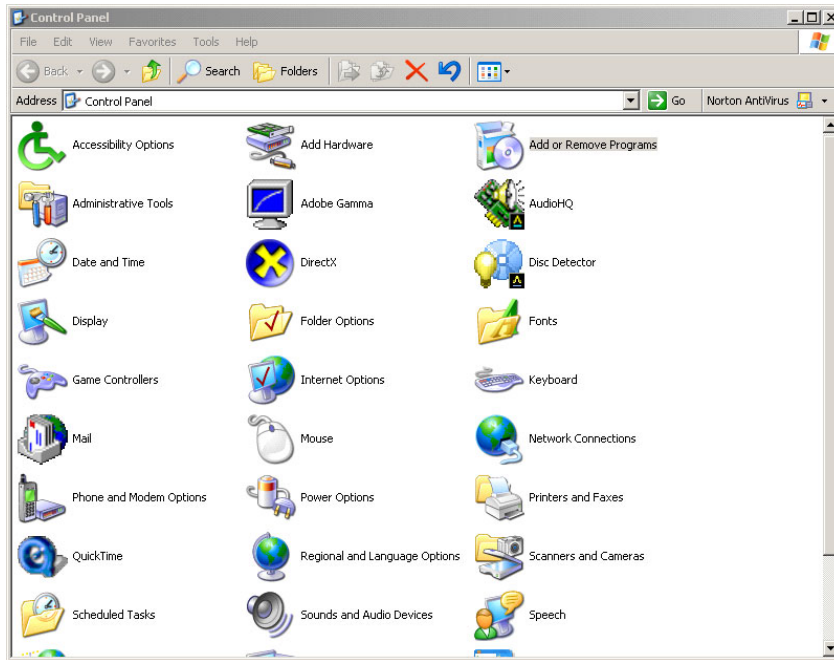 Control Panel
File Edit View Favorites Tools Help
Back Search Folders
Address Control Panel Go Norton AntiVirus
Accessibility Options Add Hardware Add or Remove Programs
Administrative Tools Adobe Gamma AudioHQ
Date and Time DirectX Disc Detector
Display Folder Options Fonts
Game Controllers Internet Options Keyboard
Mail Mouse Network Connections
Phone and Modem Options Power Options Printers and Faxes
QuickTime Regional and Language Options Scanners and Cameras
Scheduled Tasks Sounds and Audio Devices Speech